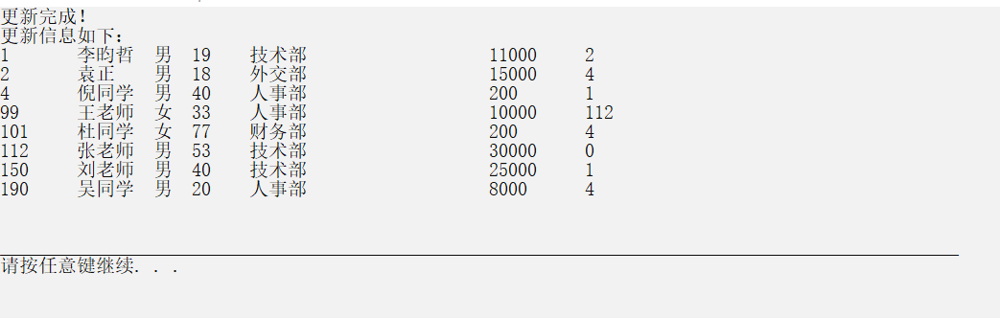 更新完成！
更新信息如下：
1 李昀哲 男 19 技术部 11000 2
2 袁正 男 18 外交部 15000 4
4 倪同学 男 40 人事部 200 1
99 王老师 女 33 人事部 10000 112
101 杜同学 女 77 财务部 200 4
112 张老师 男 53 技术部 30000 0
150 刘老师 男 40 技术部 25000 1
190 吴同学 男 20 人事部 8000 4
请按任意键继续. . .